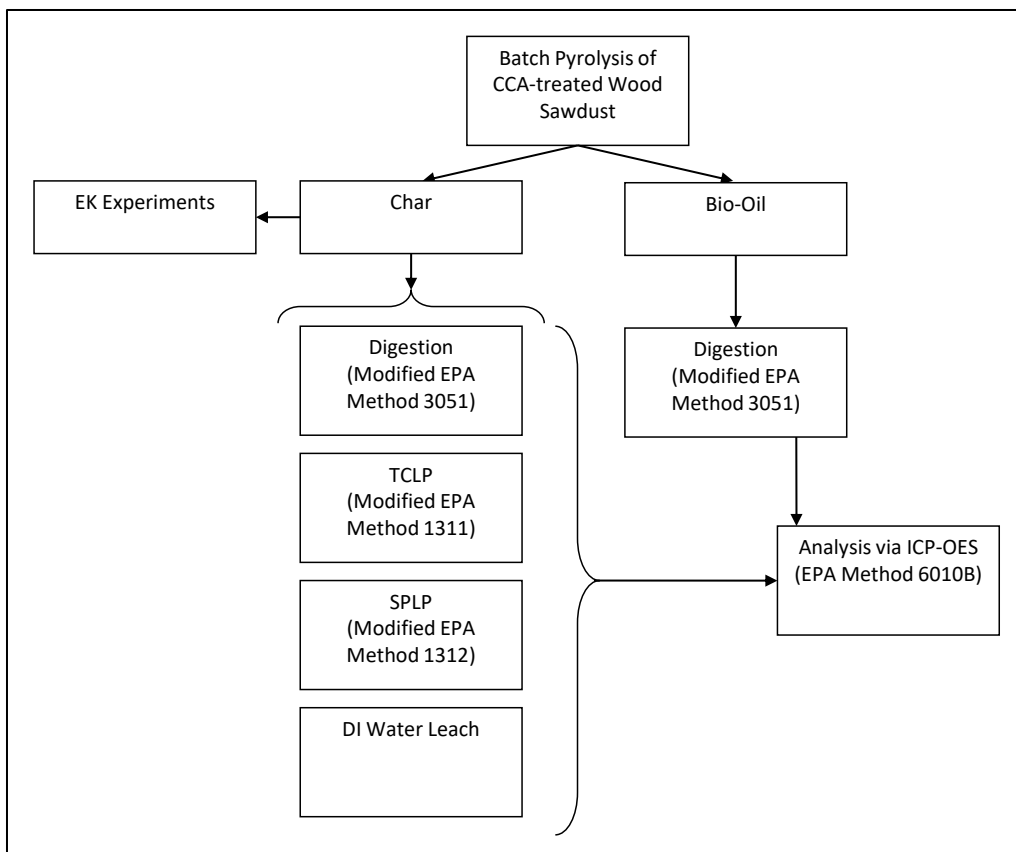 Batch Pyrolysis of
CCA-treated Wood
Sawdust
EK Experiments
Char
Bio-Oil
Digestion
(Modified EPA
Method 3051)
Digestion
(Modified EPA
Method 3051)
TCLP
(Modified EPA
Method 1311)
Analysis via ICP-OES
(EPA Method 6010B)
SPLP
(Modified EPA
Method 1312)
DI Water Leach